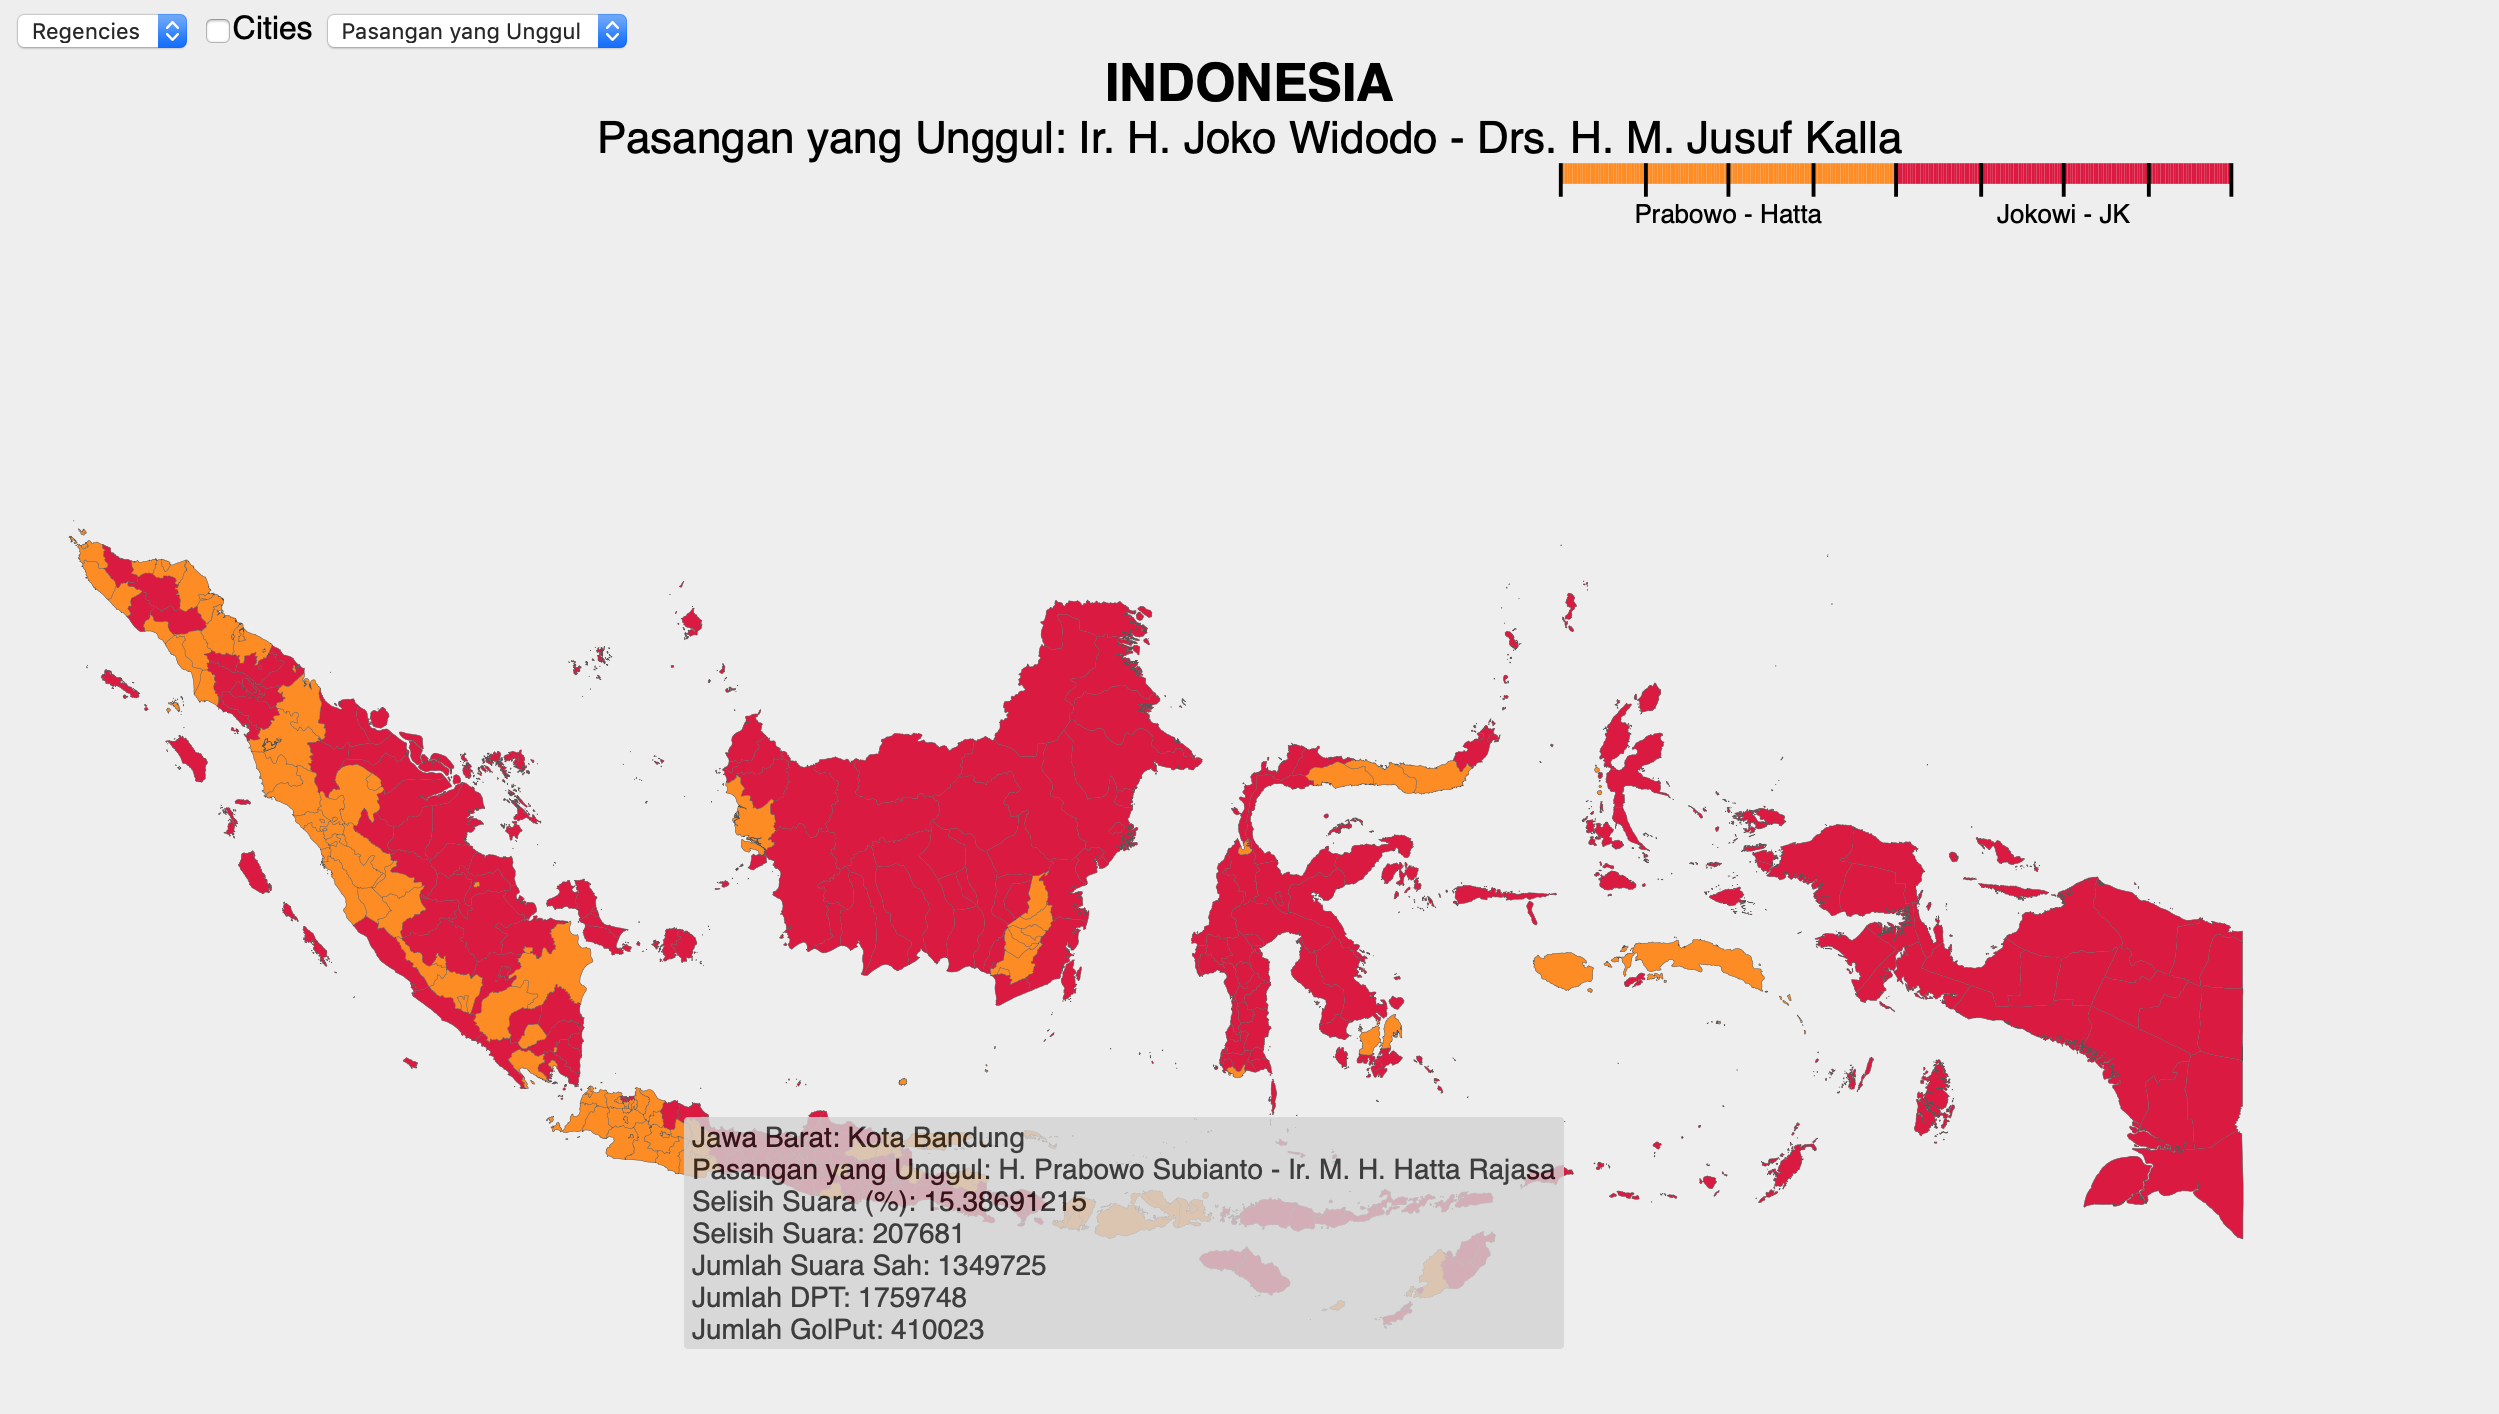 Regencies
Cities
Pasangan yang Unggul
INDONESIA
Pasangan yang Unggul: Ir. H. Joko Widodo - Drs. H. M. Jusuf Kalla
Prabowo - Hatta
Jokowi - JK
Jawa Barat: Kota Bandung
Pasangan yang Unggul: H. Prabowo Subianto - Ir. M. H. Hatta Rajasa
Selisih Suara (%): 15.38691215
Selisih Suara: 207681
Jumlah Suara Sah: 1349725
Jumlah DPT: 1759748
Jumlah GolPut: 410023